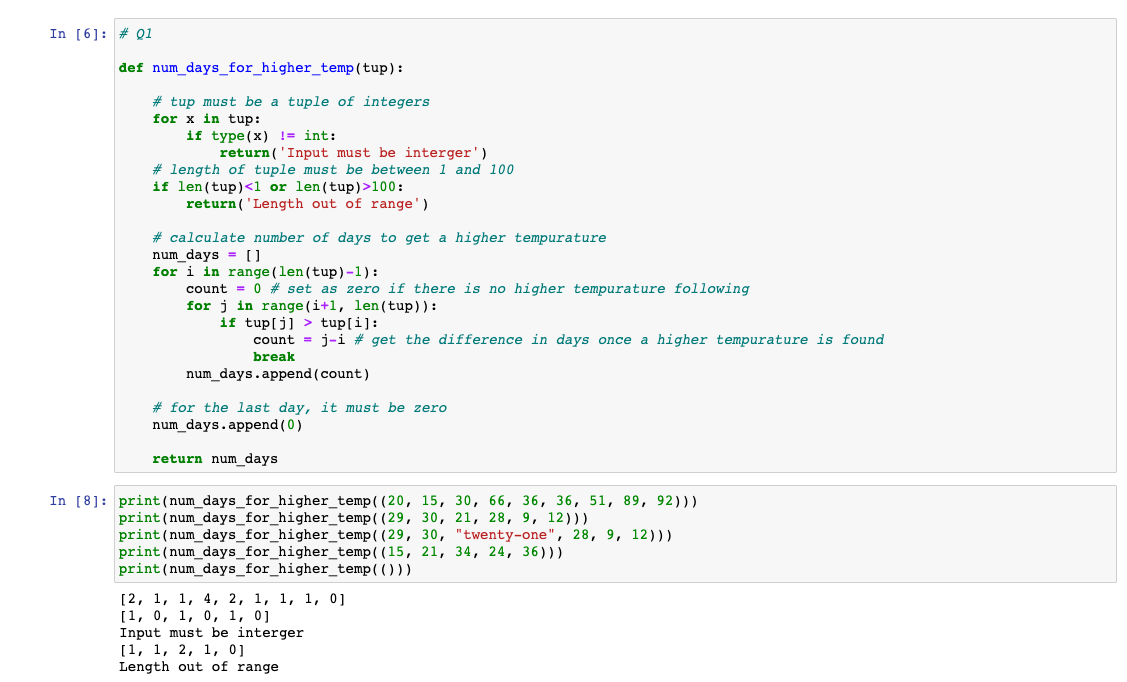 In [6]: # Q1
def num_days_for_higher_temp(tup):
# tup must be a tuple of integers
for x in tup:
if type(x) != int:
return('Input must be interger')
# length of tuple must be between 1 and 100
if len(tup)<1 or len(tup)>100:
return('Length out of range')
# calculate number of days to get a higher tempurature
num_days = []
for i in range(len(tup)-1):
count = 0 # set as zero if there is no higher tempurature following
for j in range(i+1, len(tup)):
if tup[j] > tup[i]:
count = j-i # get the difference in days once a higher tempurature is found
break
num_days.append(count)
# for the last day, it must be zero
num_days.append(0)
return num_days
In [8]: print(num_days_for_higher_temp((20, 15, 30, 66, 36, 36, 51, 89, 92)))
print(num_days_for_higher_temp((29, 30, 21, 28, 9, 12)))
print(num_days_for_higher_temp((29, 30, "twenty-one", 28, 9, 12)))
print(num_days_for_higher_temp((15, 21, 34, 24, 36)))
print(num_days_for_higher_temp(()))
[2, 1, 1, 4, 2, 1, 1, 1, 0]
[1, 0, 1, 0, 1, 0]
Input must be interger
[1, 1, 2, 1, 0]
Length out of range